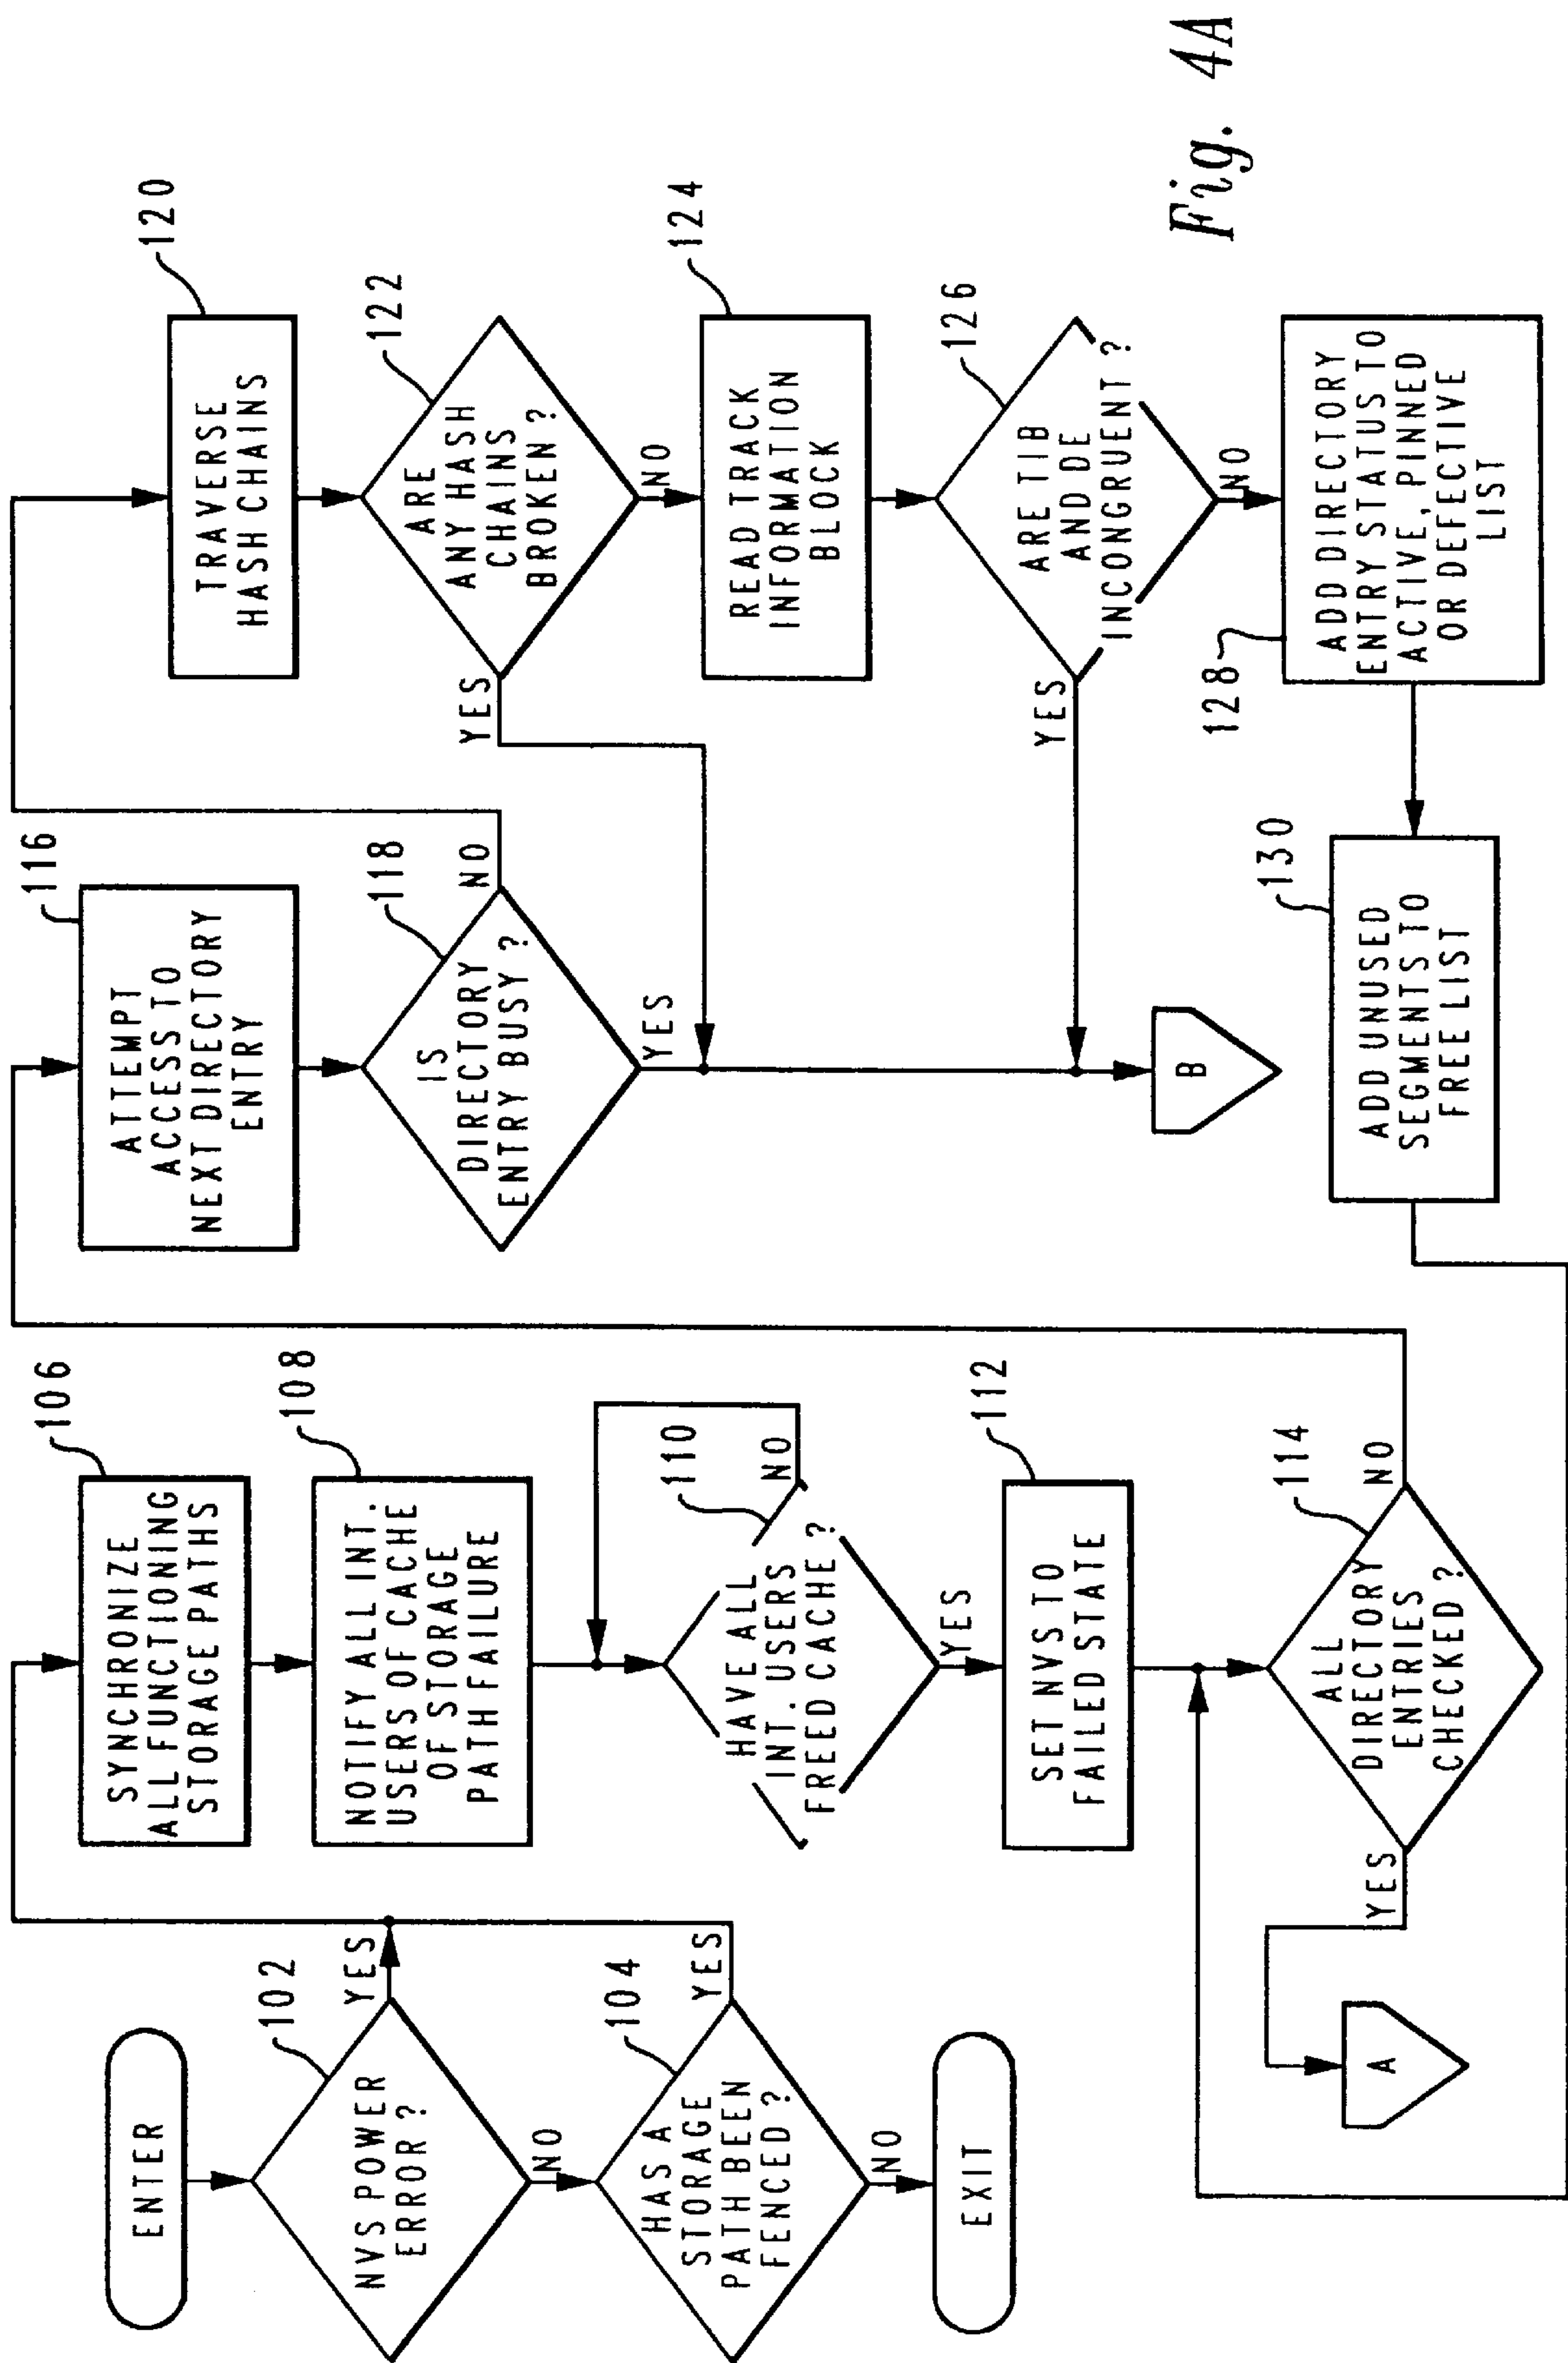 ENTER
102
NVS POWER
ERROR ?
YES
NO
104
HAS A
STORAGE
PATH BEEN
FENCED ?
YES
NO
EXIT
106
SYNCHRONIZE
ALL FUNCTIONING
STORAGE PATHS
108
NOTIFY ALL INT.
USERS OF CACHE
OF STORAGE
PATH FAILURE
110
HAVE ALL
INT. USERS
FREED CACHE ?
NO
YES
112
SET NVS TO
FAILED STATE
114
ALL
DIRECTORY
ENTRIES
CHECKED ?
YES
NO
A
116
ATTEMPT
ACCESS TO
NEXT DIRECTORY
ENTRY
118
IS
DIRECTORY
ENTRY BUSY ?
NO
YES
B
120
TRAVERSE
HASH CHAINS
122
ARE
ANY HASH
CHAINS
BROKEN ?
YES
NO
124
READ TRACK
INFORMATION
BLOCK
126
ARE TIB
AND DE
INCONGRUENT ?
YES
NO
128
ADD DIRECTORY
ENTRY STATUS TO
ACTIVE, PINNED
OR DEFECTIVE
LIST
130
ADD UNUSED
SEGMENTS TO
FREE LIST
Fig. 4A